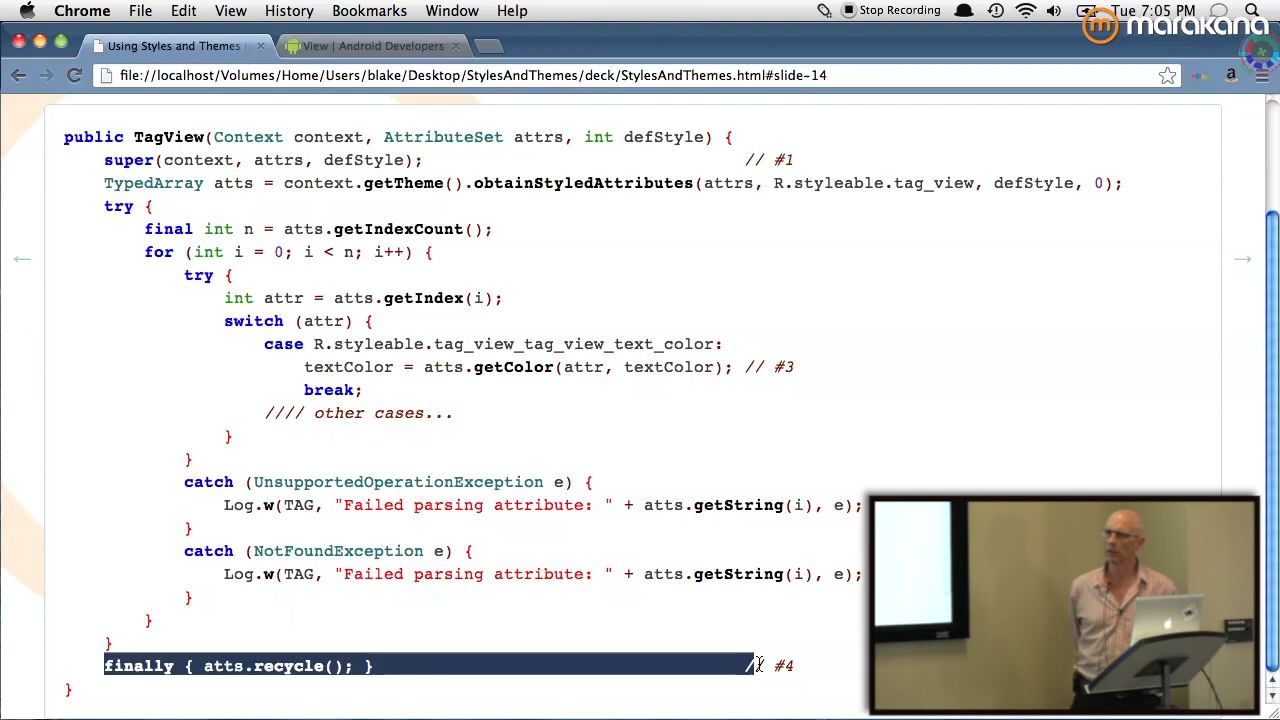 Chrome File Edit View History Bookmarks Window Help Stop Recording Tue 7:05 PM
marakana
Using Styles and Themes View | Android Developers
file://localhost/Volumes/Home/Users/blake/Desktop/StylesAndThemes/deck/StylesAndThemes.html#slide-14
public TagView(Context context, AttributeSet attrs, int defStyle) {
super(context, attrs, defStyle); // #1
TypedArray atts = context.getTheme().obtainStyledAttributes(attrs, R.styleable.tag_view, defStyle, 0);
try {
final int n = atts.getIndexCount();
for (int i = 0; i < n; i++) {
try {
int attr = atts.getIndex(i);
switch (attr) {
case R.styleable.tag_view_tag_view_text_color:
textColor = atts.getColor(attr, textColor); // #3
break;
//// other cases...
}
}
catch (UnsupportedOperationException e) {
Log.w(TAG, "Failed parsing attribute: " + atts.getString(i), e);
}
catch (NotFoundException e) {
Log.w(TAG, "Failed parsing attribute: " + atts.getString(i), e);
}
}
}
finally { atts.recycle(); } // #4
}